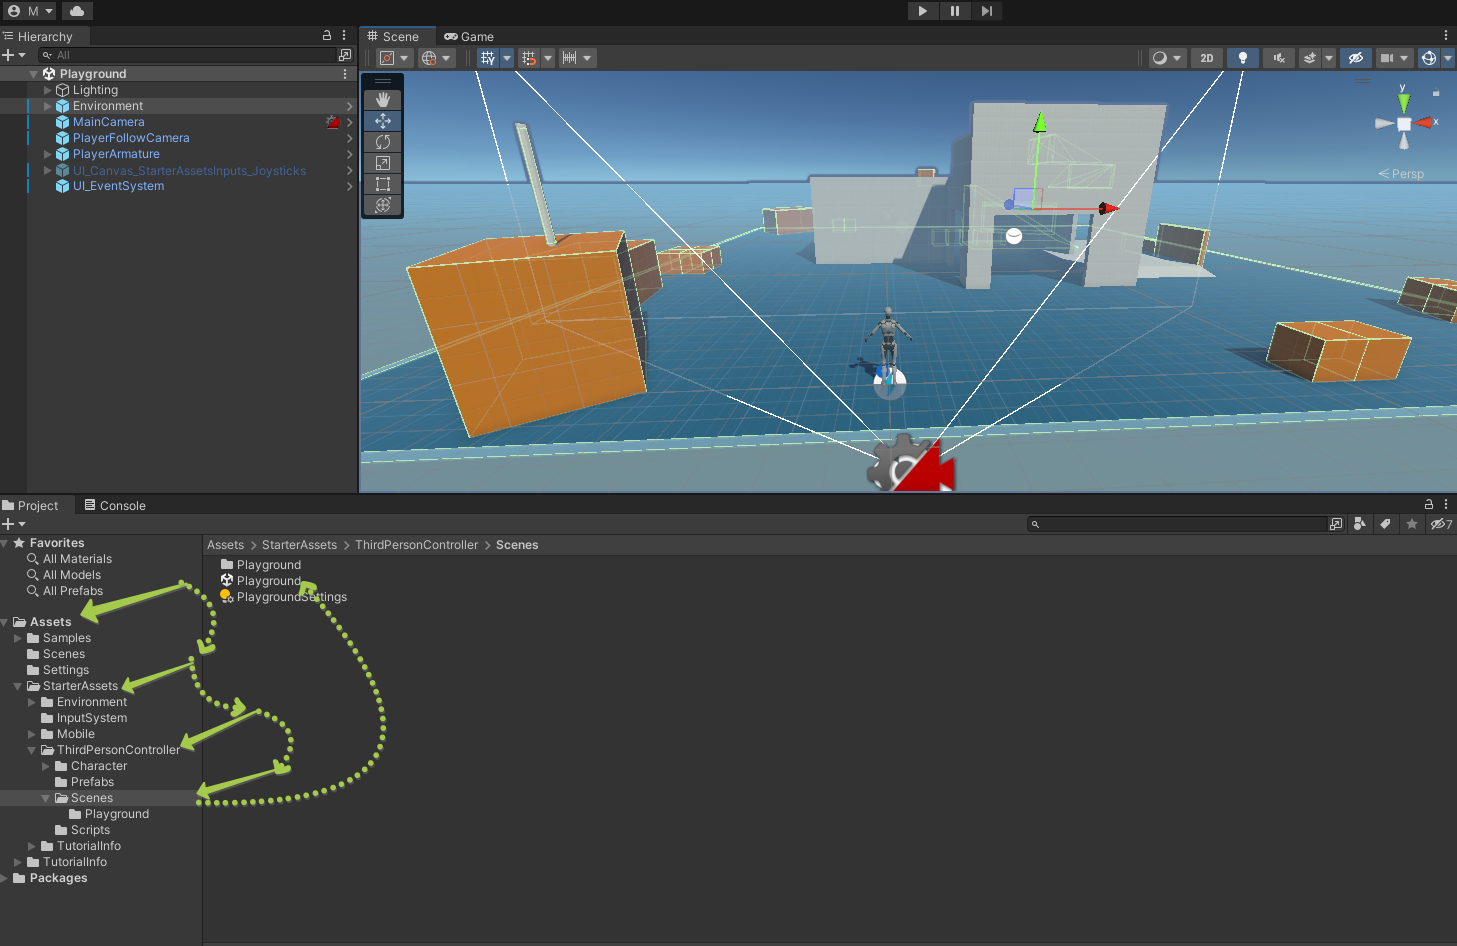 M
Hierarchy
Scene
Game
All
2D
Playground
Lighting
Environment
MainCamera
PlayerFollowCamera
PlayerArmature
UI_Canvas_StarterAssetsInputs_Joysticks
UI_EventSystem
y
x
Persp
Project
Console
7
Favorites
All Materials
All Models
All Prefabs
Assets
Samples
Scenes
Settings
StarterAssets
Environment
InputSystem
Mobile
ThirdPersonController
Character
Prefabs
Scenes
Playground
Scripts
TutorialInfo
TutorialInfo
Packages
Assets > StarterAssets > ThirdPersonController > Scenes
Playground
Playground
PlaygroundSettings